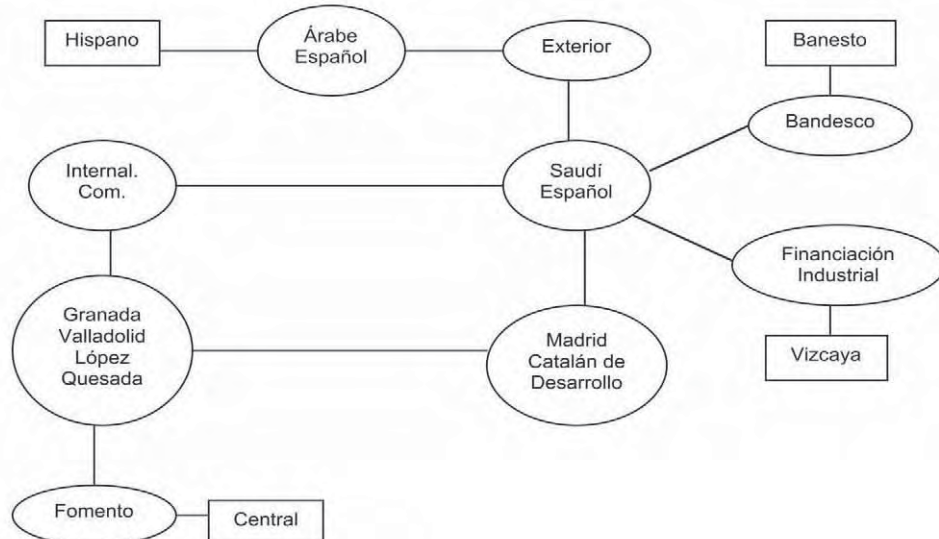 Hispano
Árabe
Español
Exterior
Banesto
Bandesco
Internal.
Com.
Saudí
Español
Financiación
Industrial
Granada
Valladolid
López
Quesada
Madrid
Catalán de
Desarrollo
Vizcaya
Fomento
Central